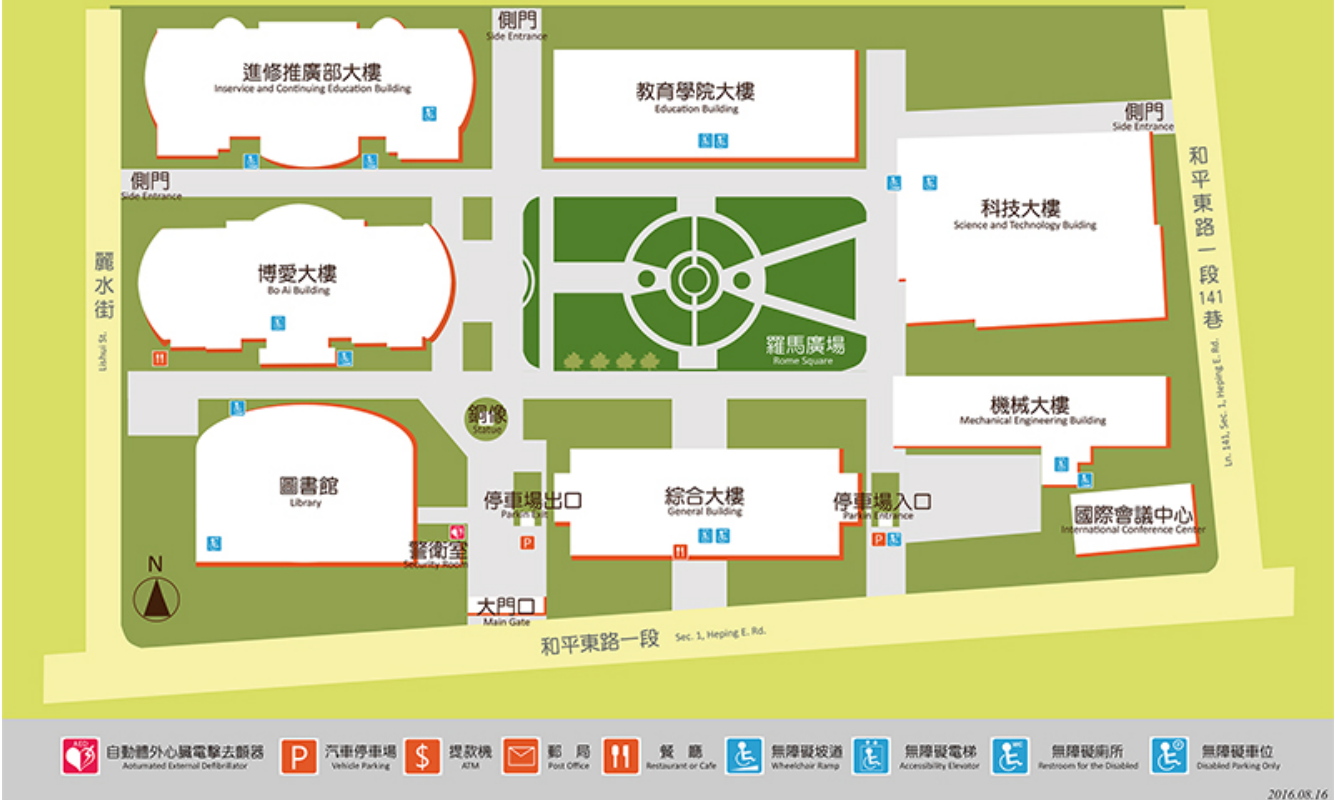 側門
Side Entrance
進修推廣部大樓
Inservice and Continuing Education Building
教育學院大樓
Education Building
側門
Side Entrance
側門
Side Entrance
科技大樓
Science and Technology Buiding
和平東路一段141巷
Ln. 141, Sec. 1, Heping E. Rd.
麗水街
Lishui St.
博愛大樓
Bo Ai Building
羅馬廣場
Rome Square
銅像
Statue
機械大樓
Mechanical Engineering Building
圖書館
Library
停車場出口
Parkin Exit
綜合大樓
General Building
停車場入口
Parkin Entrance
國際會議中心
International Conference Center
警衛室
Security Room
N
P
P
大門口
Main Gate
和平東路一段 Sec. 1, Heping E. Rd.
AED
自動體外心臟電擊去顫器
Aotumated External Defibrillator
P
汽車停車場
Vehicle Parking
$
提款機
ATM
郵局
Post Office
餐廳
Restaurant or Cafe
無障礙坡道
Wheelchair Ramp
無障礙電梯
Accessibility Elevator
無障礙廁所
Restroom for the Disabled
無障礙車位
Disabled Parking Only
2016.08.16